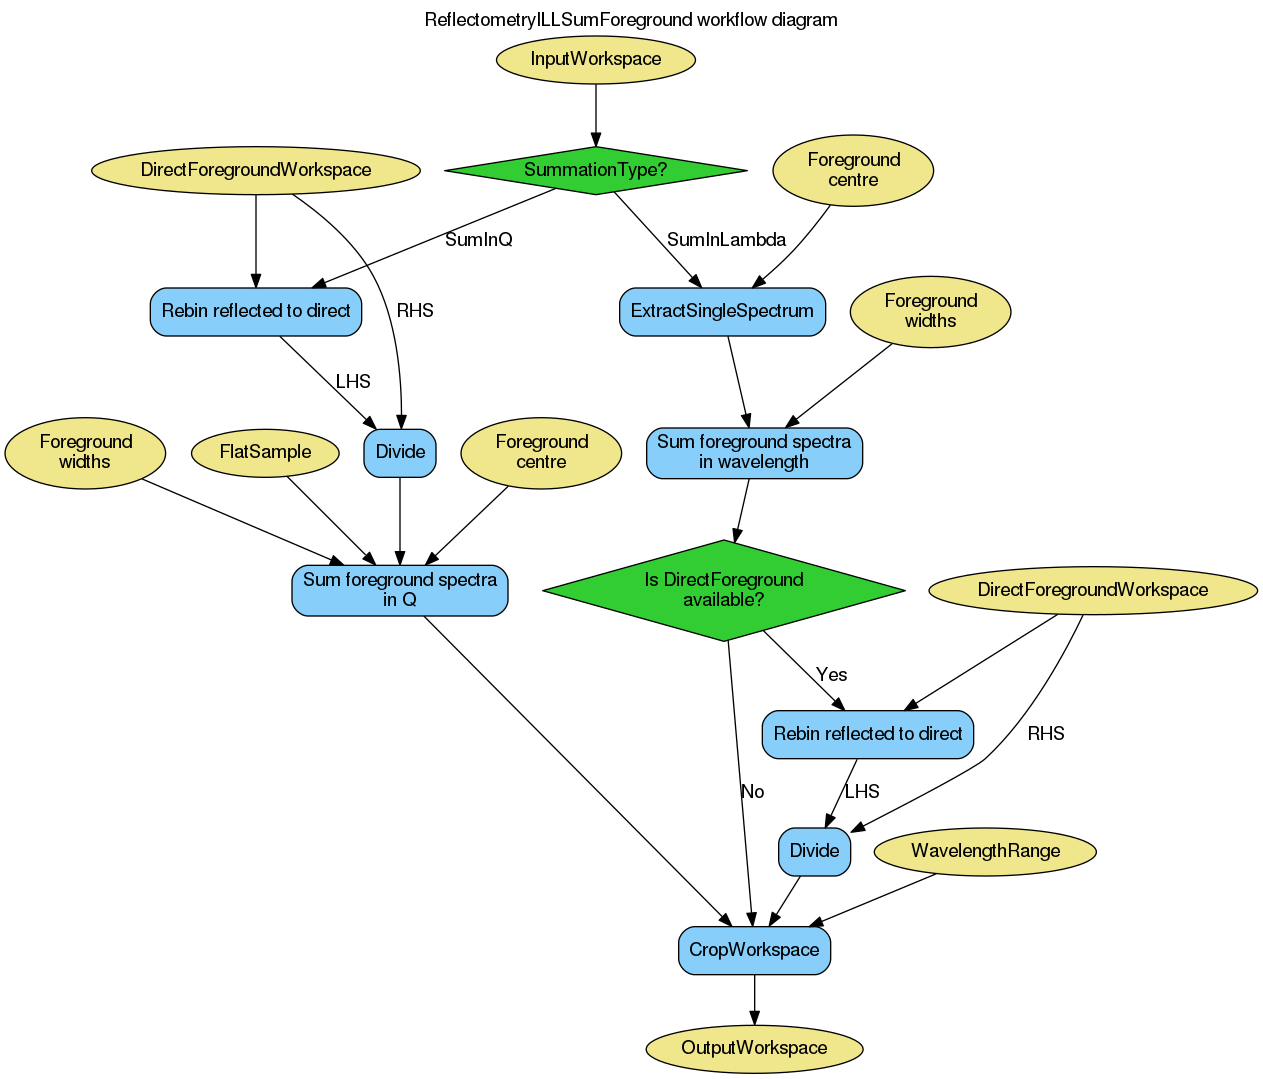 ReflectometryILLSumForeground workflow diagram
InputWorkspace
DirectForegroundWorkspace
SummationType?
Foreground
centre
SumInQ
SumInLambda
Rebin reflected to direct
RHS
ExtractSingleSpectrum
Foreground
widths
LHS
Foreground
widths
FlatSample
Divide
Foreground
centre
Sum foreground spectra
in wavelength
Sum foreground spectra
in Q
Is DirectForeground
available?
DirectForegroundWorkspace
Yes
Rebin reflected to direct
RHS
No
LHS
Divide
WavelengthRange
CropWorkspace
OutputWorkspace